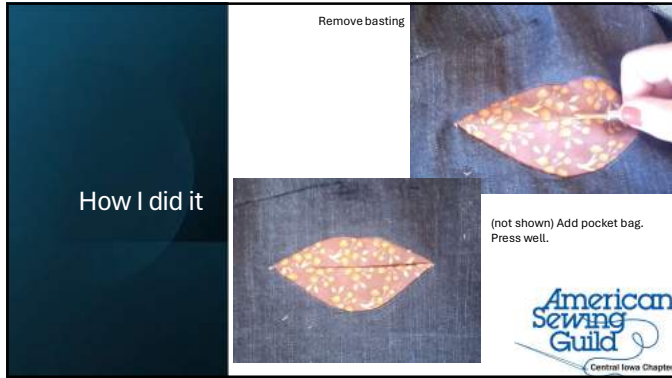 Remove basting
How I did it
(not shown) Add pocket bag.
Press well.
American
Sewing
Guild
Central Iowa Chapter